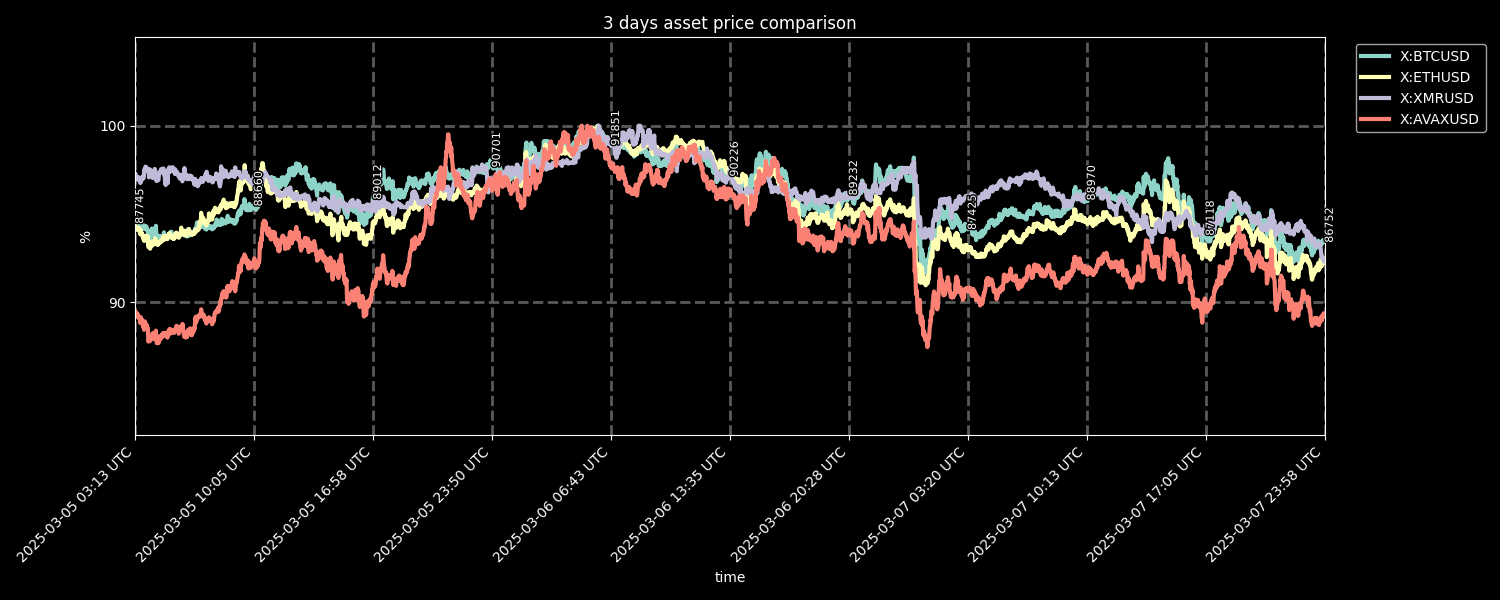 3 days asset price comparison
X:BTCUSD
X:ETHUSD
X:XMRUSD
X:AVAXUSD
100
90
%
87745
88660
89012
90701
91851
90226
89232
87425
88970
87118
86752
2025-03-05 03:13 UTC
2025-03-05 10:05 UTC
2025-03-05 16:58 UTC
2025-03-05 23:50 UTC
2025-03-06 06:43 UTC
2025-03-06 13:35 UTC
2025-03-06 20:28 UTC
2025-03-07 03:20 UTC
2025-03-07 10:13 UTC
2025-03-07 17:05 UTC
2025-03-07 23:58 UTC
time